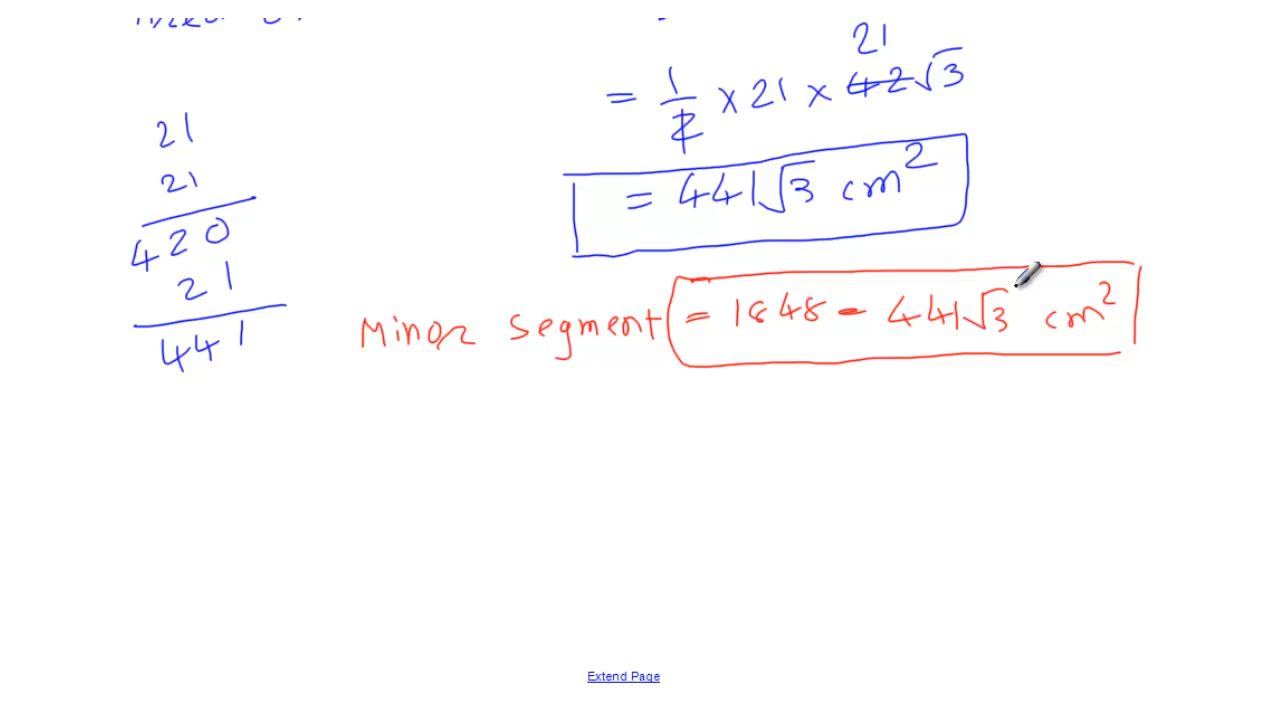 21
= 1/2 × 21 × 42√3
= 441√3 cm²
21
21
420
21
441
Minor segment = 1848 - 441√3 cm²
Extend Page